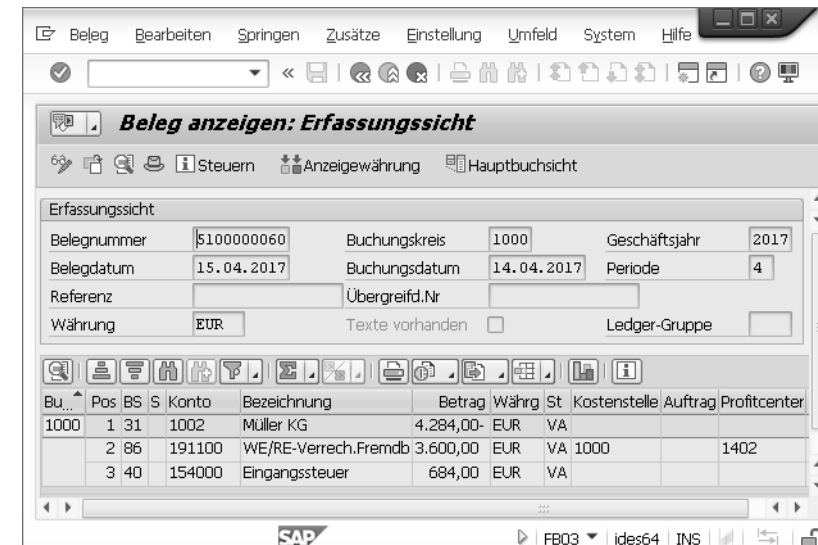 Beleg Bearbeiten Springen Zusätze Einstellung Umfeld System Hilfe
Beleg anzeigen: Erfassungssicht
Steuern Anzeigewährung Hauptbuchsicht
Erfassungssicht
Belegnummer 5100000060 Buchungskreis 1000 Geschäftsjahr 2017
Belegdatum 15.04.2017 Buchungsdatum 14.04.2017 Periode 4
Referenz Übergreifd.Nr
Währung EUR Texte vorhanden Ledger-Gruppe
Bu... Pos BS S Konto Bezeichnung Betrag Währg St Kostenstelle Auftrag Profitcenter
1000 1 31 1002 Müller KG 4.284,00- EUR VA
2 86 191100 WE/RE-Verrech.Fremdb 3.600,00 EUR VA 1000 1402
3 40 154000 Eingangssteuer 684,00 EUR VA
SAP FB03 ides64 INS